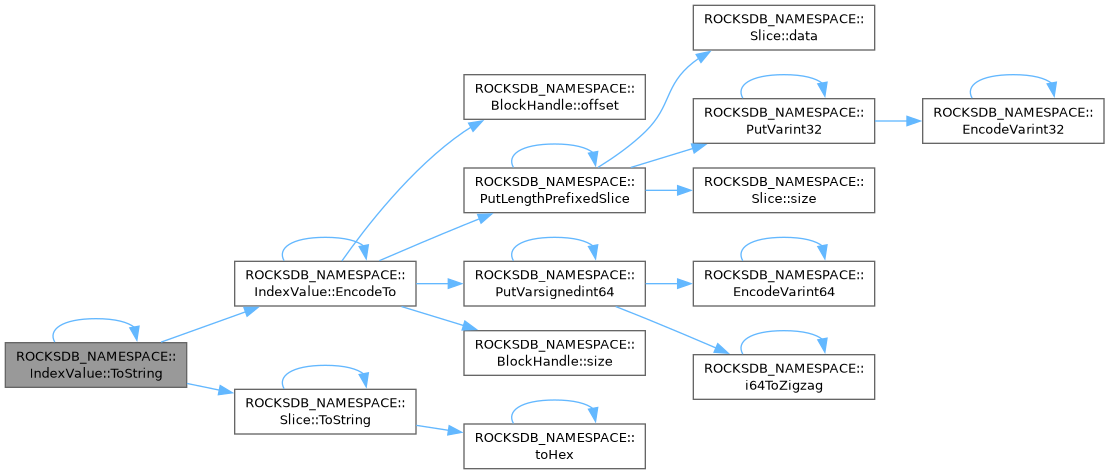 ROCKSDB_NAMESPACE::
Slice::data
ROCKSDB_NAMESPACE::
BlockHandle::offset
ROCKSDB_NAMESPACE::
PutVarint32
ROCKSDB_NAMESPACE::
EncodeVarint32
ROCKSDB_NAMESPACE::
PutLengthPrefixedSlice
ROCKSDB_NAMESPACE::
Slice::size
ROCKSDB_NAMESPACE::
IndexValue::EncodeTo
ROCKSDB_NAMESPACE::
PutVarsignedint64
ROCKSDB_NAMESPACE::
EncodeVarint64
ROCKSDB_NAMESPACE::
IndexValue::ToString
ROCKSDB_NAMESPACE::
BlockHandle::size
ROCKSDB_NAMESPACE::
i64ToZigzag
ROCKSDB_NAMESPACE::
Slice::ToString
ROCKSDB_NAMESPACE::
toHex